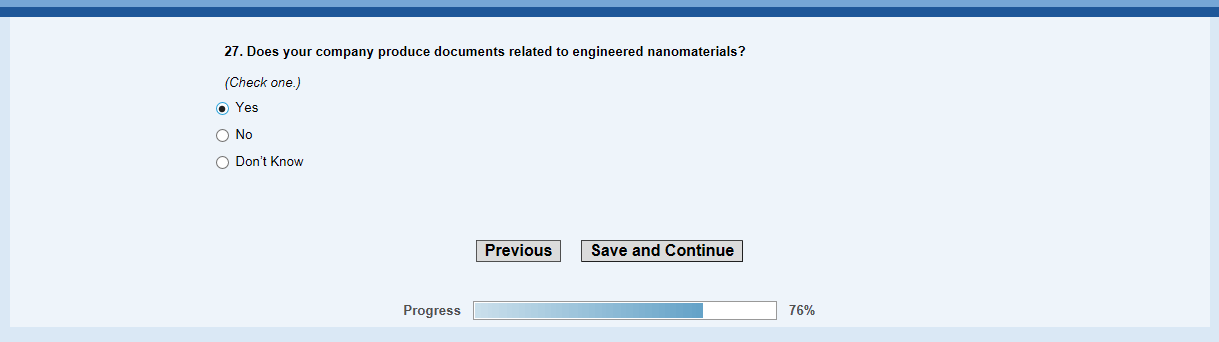 27. Does your company produce documents related to engineered nanomaterials?
(Check one.)
Yes
No
Don't Know
Previous Save and Continue
Progress 76%